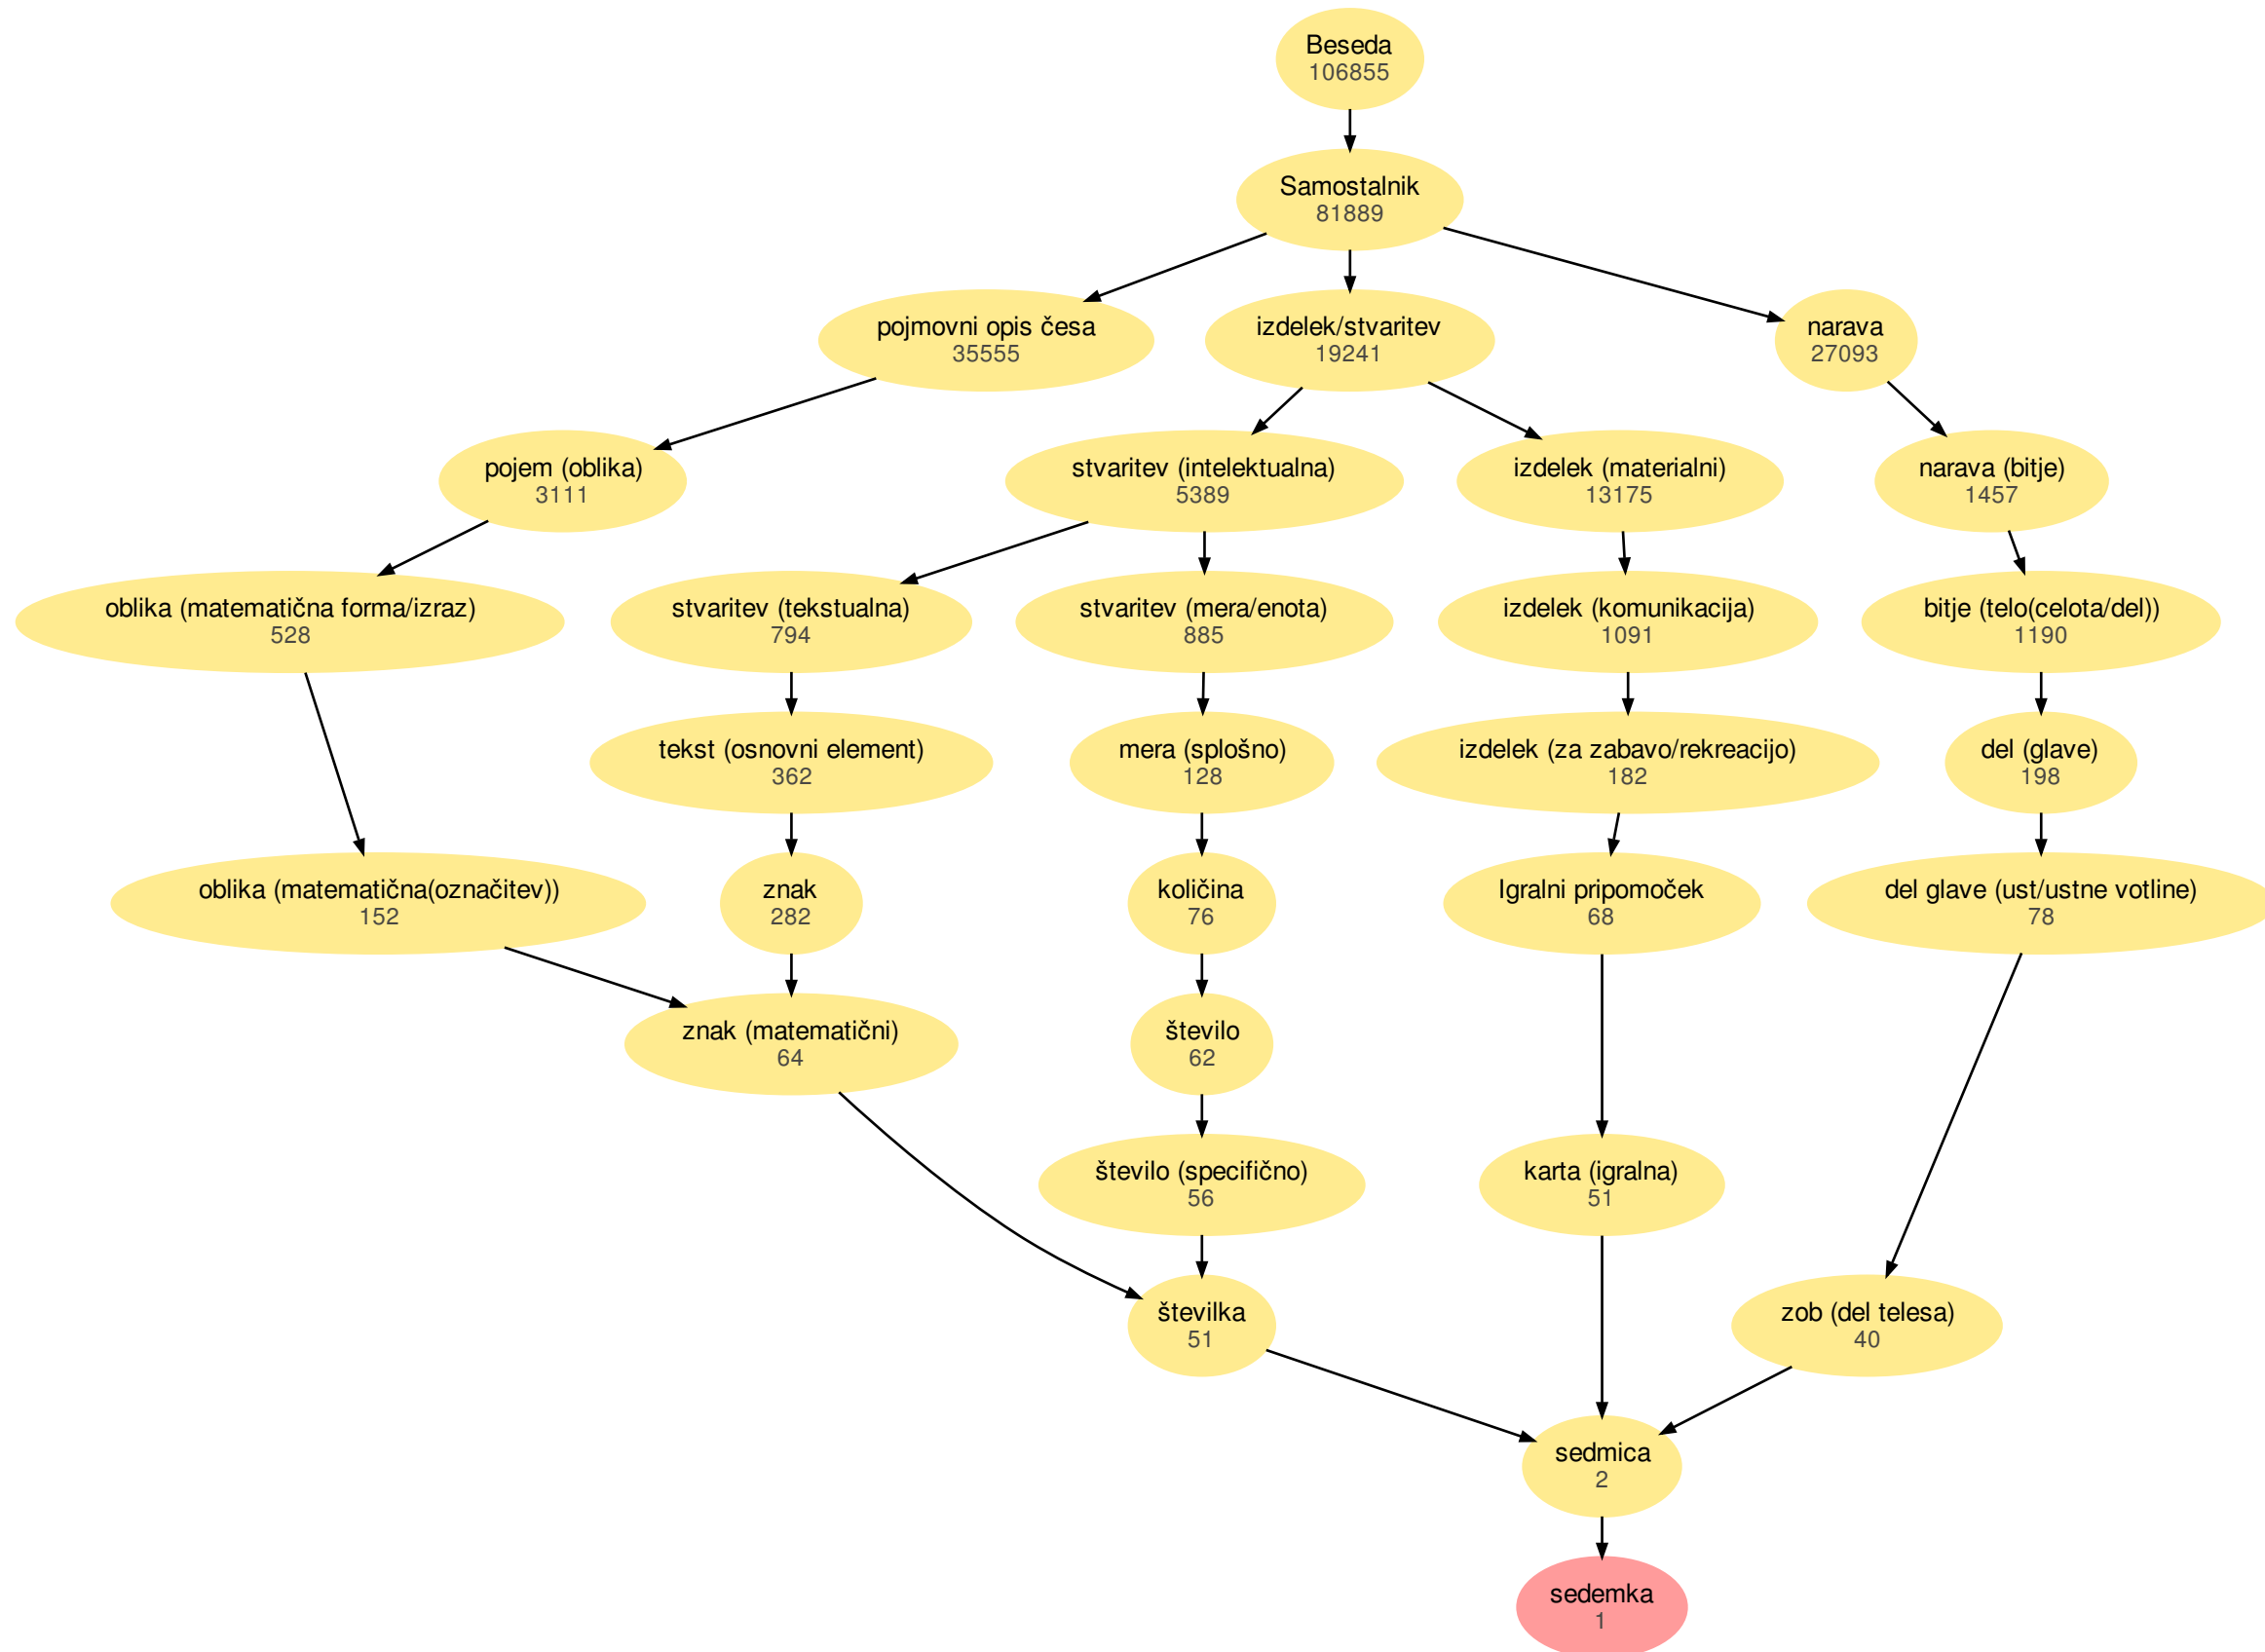 Beseda
106855
Samostalnik
81889
pojmovni opis česa
35555
izdelek/stvaritev
19241
narava
27093
pojem (oblika)
3111
stvaritev (intelektualna)
5389
izdelek (materialni)
13175
narava (bitje)
1457
oblika (matematična forma/izraz)
528
stvaritev (tekstualna)
794
stvaritev (mera/enota)
885
izdelek (komunikacija)
1091
bitje (telo(celota/del))
1190
tekst (osnovni element)
362
mera (splošno)
128
izdelek (za zabavo/rekreacijo)
182
del (glave)
198
oblika (matematična(označitev))
152
znak
282
količina
76
Igralni pripomoček
68
del glave (ust/ustne votline)
78
znak (matematični)
64
število
62
število (specifično)
56
karta (igralna)
51
številka
51
zob (del telesa)
40
sedmica
2
sedemka
1